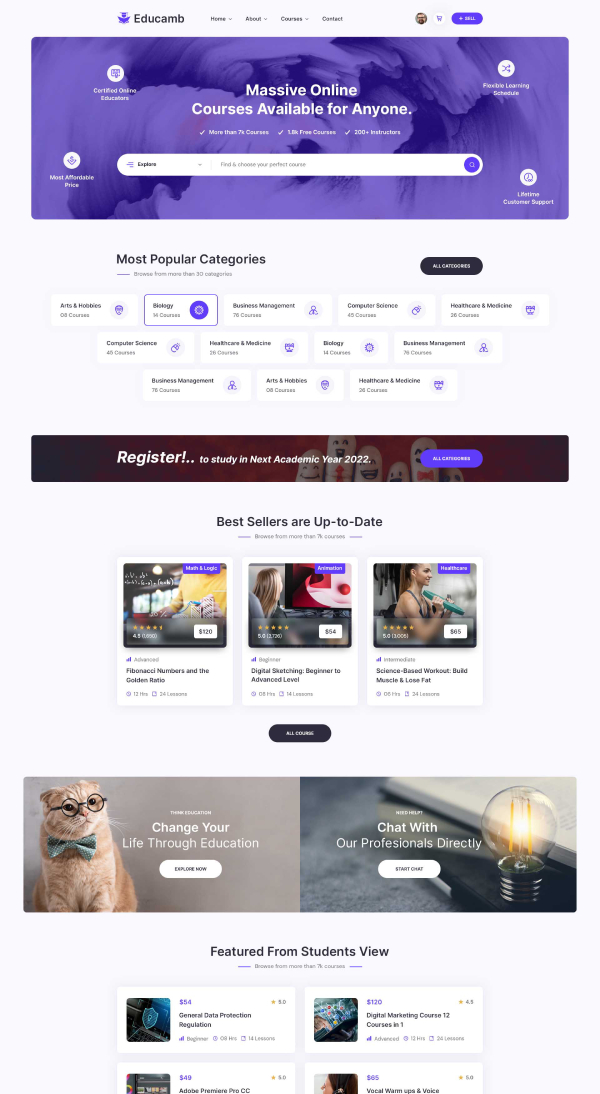 Educamb
Home
About
Courses
Contact
+ SELL
Certified Online
Educators
Flexible Learning
Schedule
Massive Online
Courses Available for Anyone.
More than 7k Courses
1.8k Free Courses
200+ Instructors
Most Affordable
Price
Explore
Find & choose your perfect course
Lifetime
Customer Support
Most Popular Categories
Browse from more than 30 categories
ALL CATEGORIES
Arts & Hobbies
08 Courses
Biology
14 Courses
Business Management
76 Courses
Computer Science
45 Courses
Healthcare & Medicine
26 Courses
Computer Science
45 Courses
Healthcare & Medicine
26 Courses
Biology
14 Courses
Business Management
76 Courses
Business Management
76 Courses
Arts & Hobbies
08 Courses
Healthcare & Medicine
26 Courses
Register!.. to study in Next Academic Year 2022.
ALL CATEGORIES
Best Sellers are Up-to-Date
Browse from more than 7k courses
Math & Logic
4.5
$120
Advanced
Fibonacci Numbers and the
Golden Ratio
12 Hrs
24 Lessons
Animation
5.0 (3,726)
$54
Beginner
Digital Sketching: Beginner to
Advanced Level
08 Hrs
14 Lessons
Healthcare
5.0
$65
Intermediate
Science-Based Workout: Build
Muscle & Lose Fat
06 Hrs
34 Lessons
ALL COURSE
THINK EDUCATION
Change Your
Life Through Education
EXPLORE NOW
NEED HELP?
Chat With
Our Profesionals Directly
START CHAT
Featured From Students View
Browse from more than 7k courses
$54
5.0
General Data Protection
Regulation
Beginner
08 Hrs
14 Lessons
$120
4.5
Digital Marketing Course 12
Courses in 1
Advanced
12 Hrs
24 Lessons
$49
5.0
Adobe Premiere Pro CC
$65
5.0
Vocal Warm ups & Voice